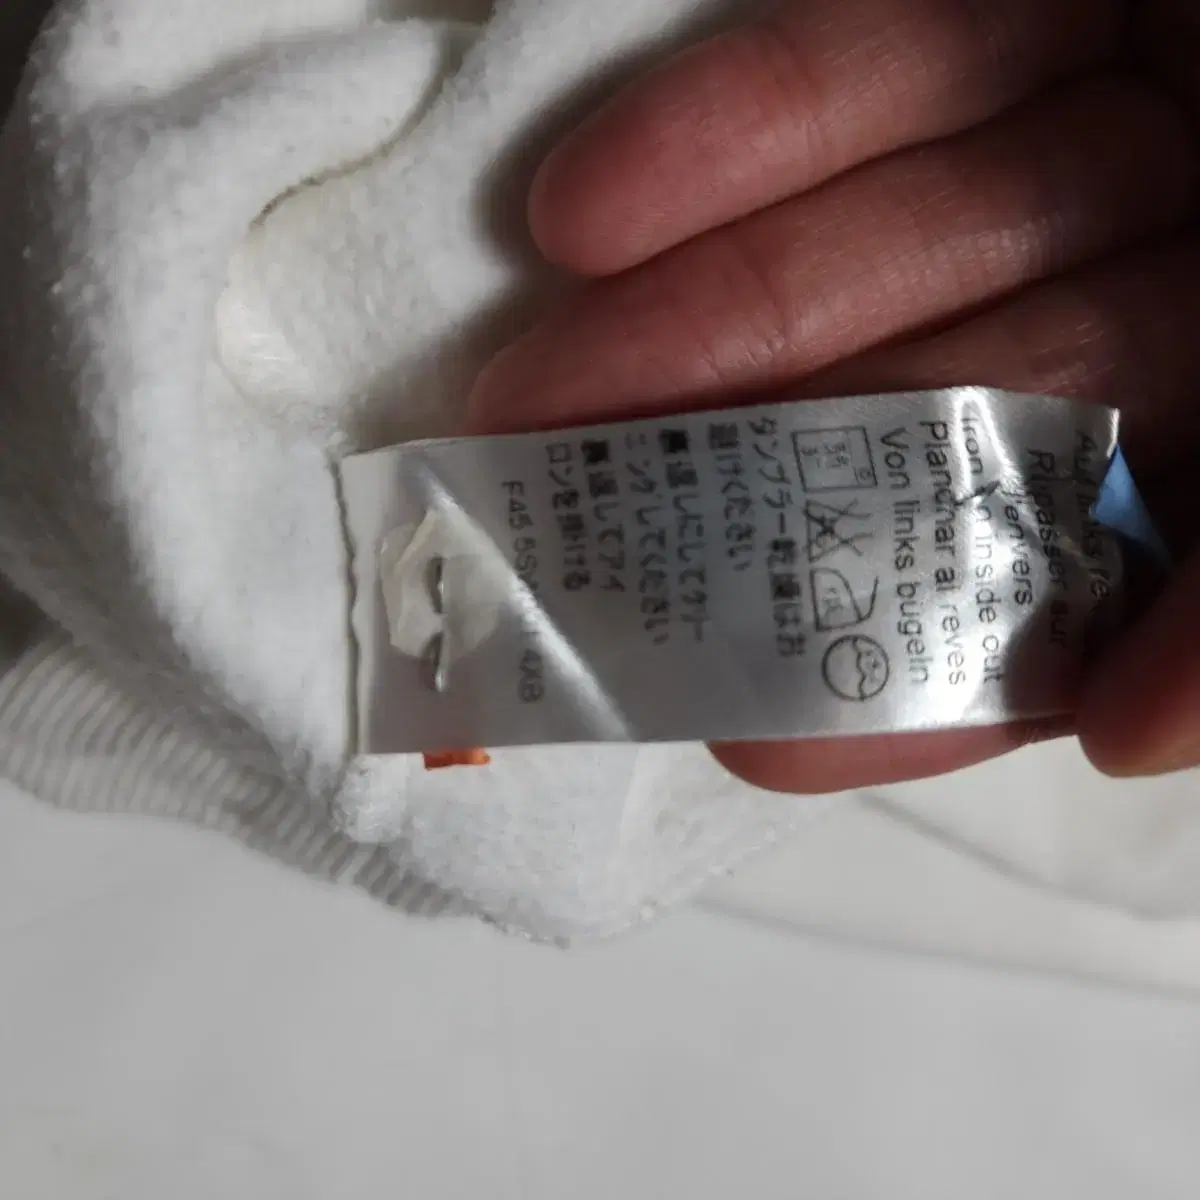 Repasser sur
l'envers
Iron on inside out
Planchar al reves
Von links bügeln
タンブラー乾燥はお
避けください
裏返しにしてクリー
ニングしてください
裏返してアイ
ロンを掛ける